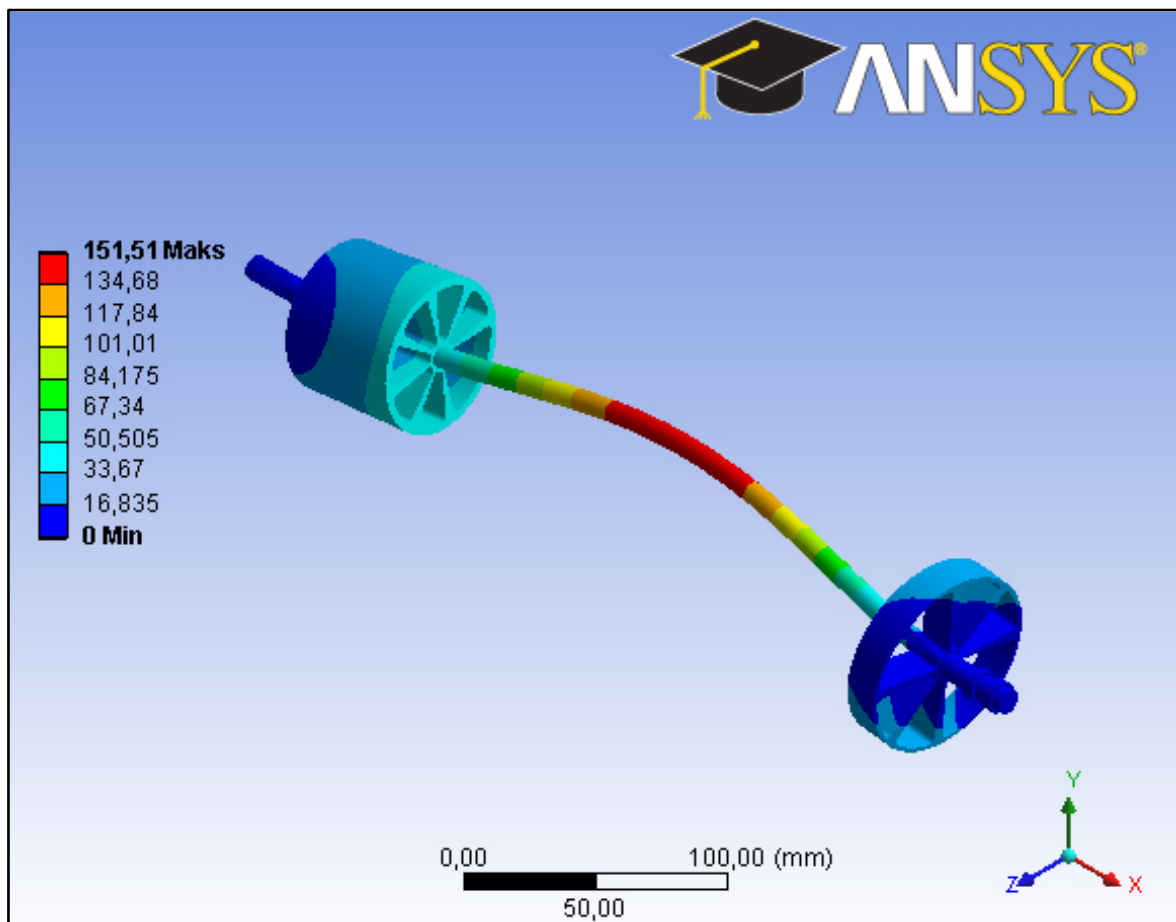 ANSYS®
151,51 Maks
134,68
117,84
101,01
84,175
67,34
50,505
33,67
16,835
0 Min
0,00 100,00 (mm)
50,00
Y
Z X